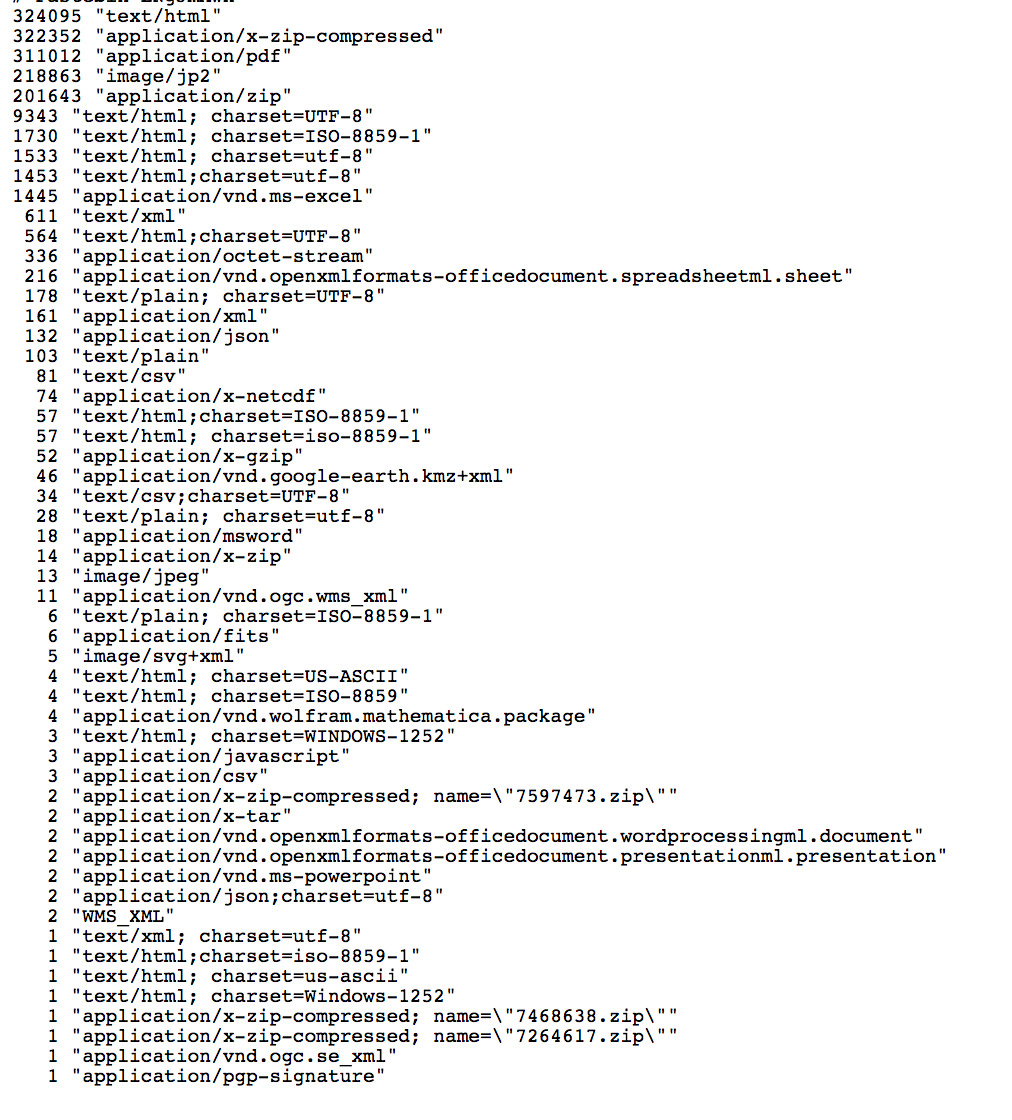 324095 "text/html"
322352 "application/x-zip-compressed"
311012 "application/pdf"
218863 "image/jp2"
201643 "application/zip"
9343 "text/html; charset=UTF-8"
1730 "text/html; charset=ISO-8859-1"
1533 "text/html; charset=utf-8"
1453 "text/html;charset=utf-8"
1445 "application/vnd.ms-excel"
611 "text/xml"
564 "text/html;charset=UTF-8"
336 "application/octet-stream"
216 "application/vnd.openxmlformats-officedocument.spreadsheetml.sheet"
178 "text/plain; charset=UTF-8"
161 "application/xml"
132 "application/json"
103 "text/plain"
81 "text/csv"
74 "application/x-netcdf"
57 "text/html;charset=ISO-8859-1"
57 "text/html; charset=iso-8859-1"
52 "application/x-gzip"
46 "application/vnd.google-earth.kmz+xml"
34 "text/csv;charset=UTF-8"
28 "text/plain; charset=utf-8"
18 "application/msword"
14 "application/x-zip"
13 "image/jpeg"
11 "application/vnd.ogc.wms_xml"
6 "text/plain; charset=ISO-8859-1"
6 "application/fits"
5 "image/svg+xml"
4 "text/html; charset=US-ASCII"
4 "text/html; charset=ISO-8859"
4 "application/vnd.wolfram.mathematica.package"
3 "text/html; charset=WINDOWS-1252"
3 "application/javascript"
3 "application/csv"
2 "application/x-zip-compressed; name=\"7597473.zip\""
2 "application/x-tar"
2 "application/vnd.openxmlformats-officedocument.wordprocessingml.document"
2 "application/vnd.openxmlformats-officedocument.presentationml.presentation"
2 "application/vnd.ms-powerpoint"
2 "application/json;charset=utf-8"
2 "WMS_XML"
1 "text/xml; charset=utf-8"
1 "text/html;charset=iso-8859-1"
1 "text/html; charset=us-ascii"
1 "text/html; charset=Windows-1252"
1 "application/x-zip-compressed; name=\"7468638.zip\""
1 "application/x-zip-compressed; name=\"7264617.zip\""
1 "application/vnd.ogc.se_xml"
1 "application/pgp-signature"